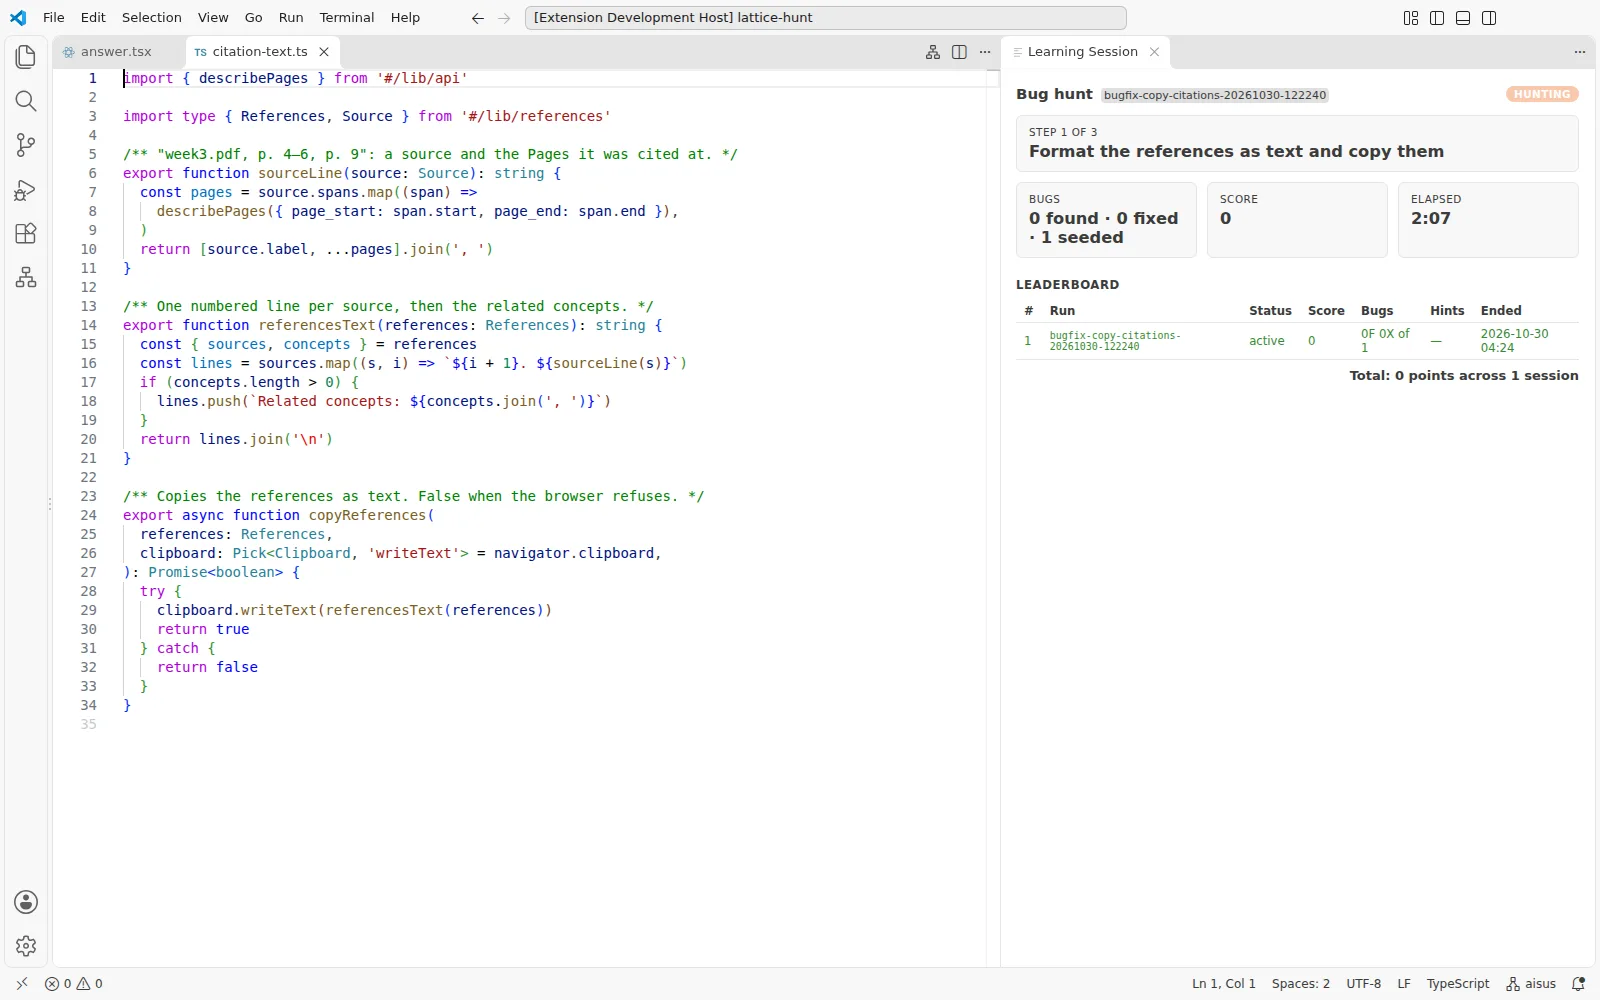 File Edit Selection View Go Run Terminal Help
[Extension Development Host] lattice-hunt
answer.tsx
TS citation-text.ts
1 import { describePages } from '#/lib/api'
2
3 import type { References, Source } from '#/lib/references'
4
5 /** "week3.pdf, p. 4–6, p. 9": a source and the Pages it was cited at. */
6 export function sourceLine(source: Source): string {
7 const pages = source.spans.map((span) =>
8 describePages({ page_start: span.start, page_end: span.end }),
9 )
10 return [source.label, ...pages].join(', ')
11 }
12
13 /** One numbered line per source, then the related concepts. */
14 export function referencesText(references: References): string {
15 const { sources, concepts } = references
16 const lines = sources.map((s, i) => `${i + 1}. ${sourceLine(s)}`)
17 if (concepts.length > 0) {
18 lines.push(`Related concepts: ${concepts.join(', ')}`)
19 }
20 return lines.join('\n')
21 }
22
23 /** Copies the references as text. False when the browser refuses. */
24 export async function copyReferences(
25 references: References,
26 clipboard: Pick<Clipboard, 'writeText'> = navigator.clipboard,
27 ): Promise<boolean> {
28 try {
29 clipboard.writeText(referencesText(references))
30 return true
31 } catch {
32 return false
33 }
34 }
35
Learning Session
Bug hunt bugfix-copy-citations-20261030-122240 HUNTING
STEP 1 OF 3
Format the references as text and copy them
BUGS
0 found · 0 fixed
· 1 seeded
SCORE
0
ELAPSED
2:07
LEADERBOARD
# Run Status Score Bugs Hints Ended
1 bugfix-copy-citations-20261030-122240 active 0 0F 0X of 1 — 2026-10-30 04:24
Total: 0 points across 1 session
0 0
Ln 1, Col 1 Spaces: 2 UTF-8 LF TypeScript aisus